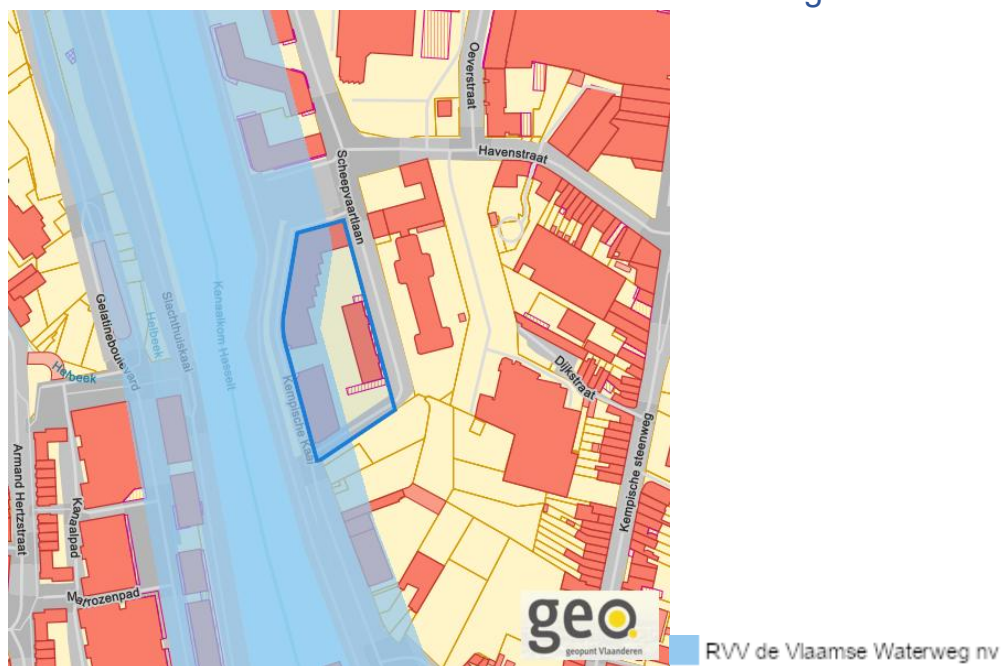 g
Oeverstraat
Havenstraat
Scheepvaartlaan
Gelatineboulevard
Helbeek
Slachthuiskaai
Kanaalkom Hasselt
Helbeek
Kempische Kaai
Dijkstraat
Kempische steenweg
Armand Hertzstraat
Kanaalpad
Matrozenpad
geo
geopunt Vlaanderen
RVV de Vlaamse Waterweg nv